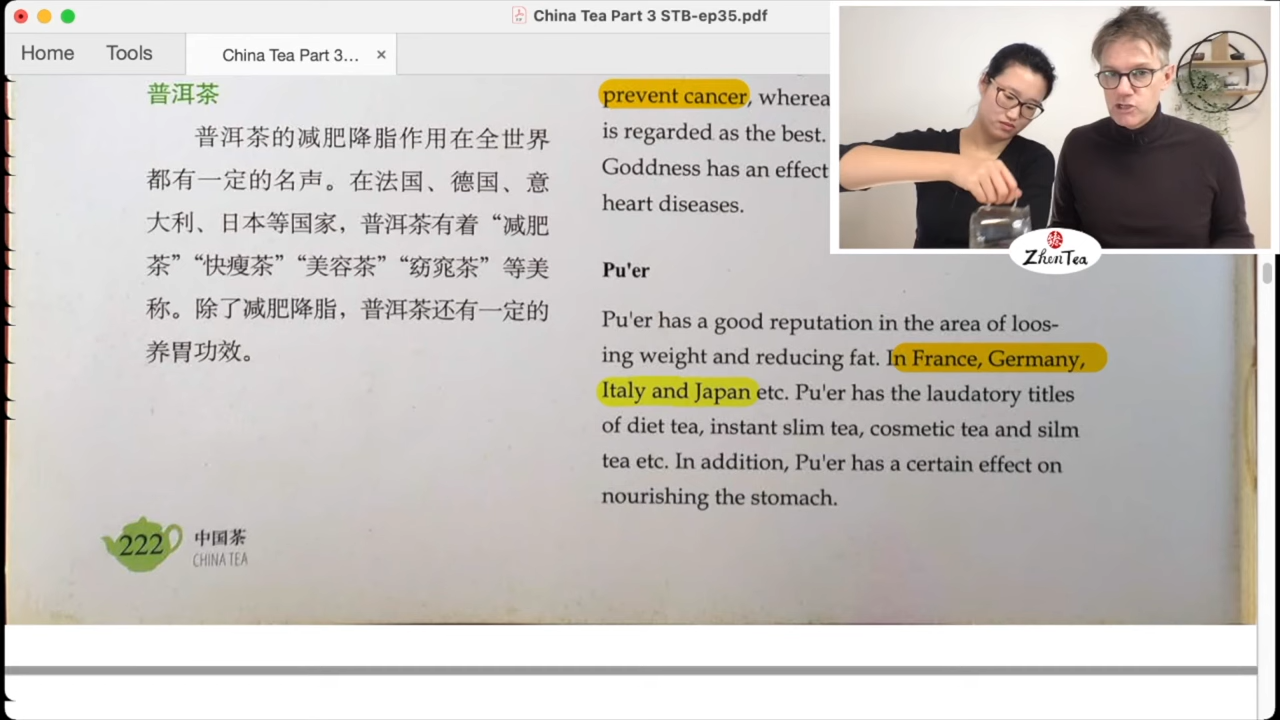 China Tea Part 3 STB-ep35.pdf
Home
Tools
China Tea Part 3...
普洱茶
普洱茶的减肥降脂作用在全世界
都有一定的名声。在法国、德国、意
大利、日本等国家，普洱茶有着“减肥
茶”“快瘦茶”“美容茶”“窈窕茶”等美
称。除了减肥降脂，普洱茶还有一定的
养胃功效。
222
中国茶
CHINA TEA
prevent cancer, wherea
is regarded as the best.
Goddness has an effect
heart diseases.
Pu'er
Pu'er has a good reputation in the area of loos-
ing weight and reducing fat. In France, Germany,
Italy and Japan etc. Pu'er has the laudatory titles
of diet tea, instant slim tea, cosmetic tea and silm
tea etc. In addition, Pu'er has a certain effect on
nourishing the stomach.
ZhenTea